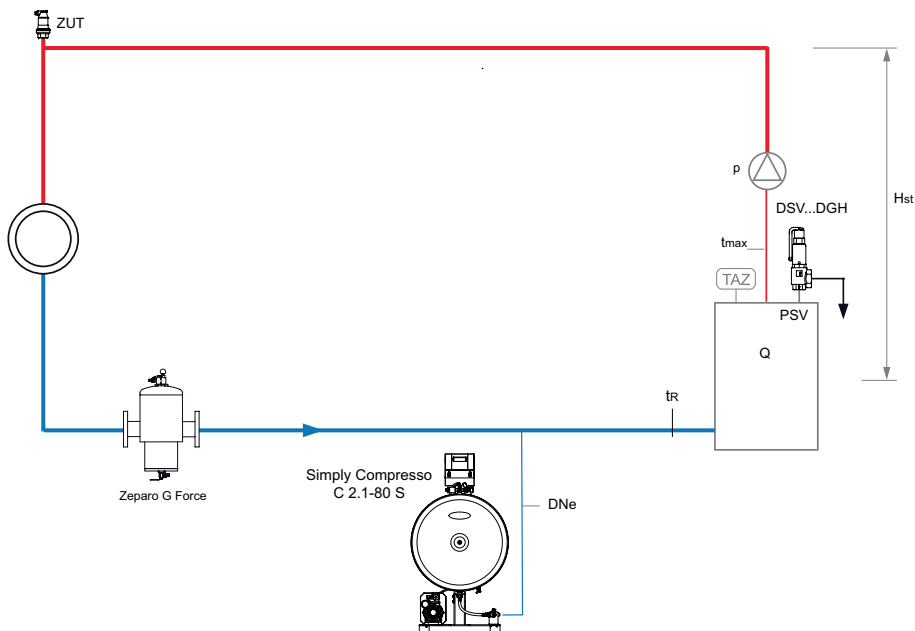 ZUT
p
DSV...DGH
Hst
tmax
TAZ
PSV
Q
tR
Simply Compresso
C 2.1-80 S
Zeparo G Force
DNe